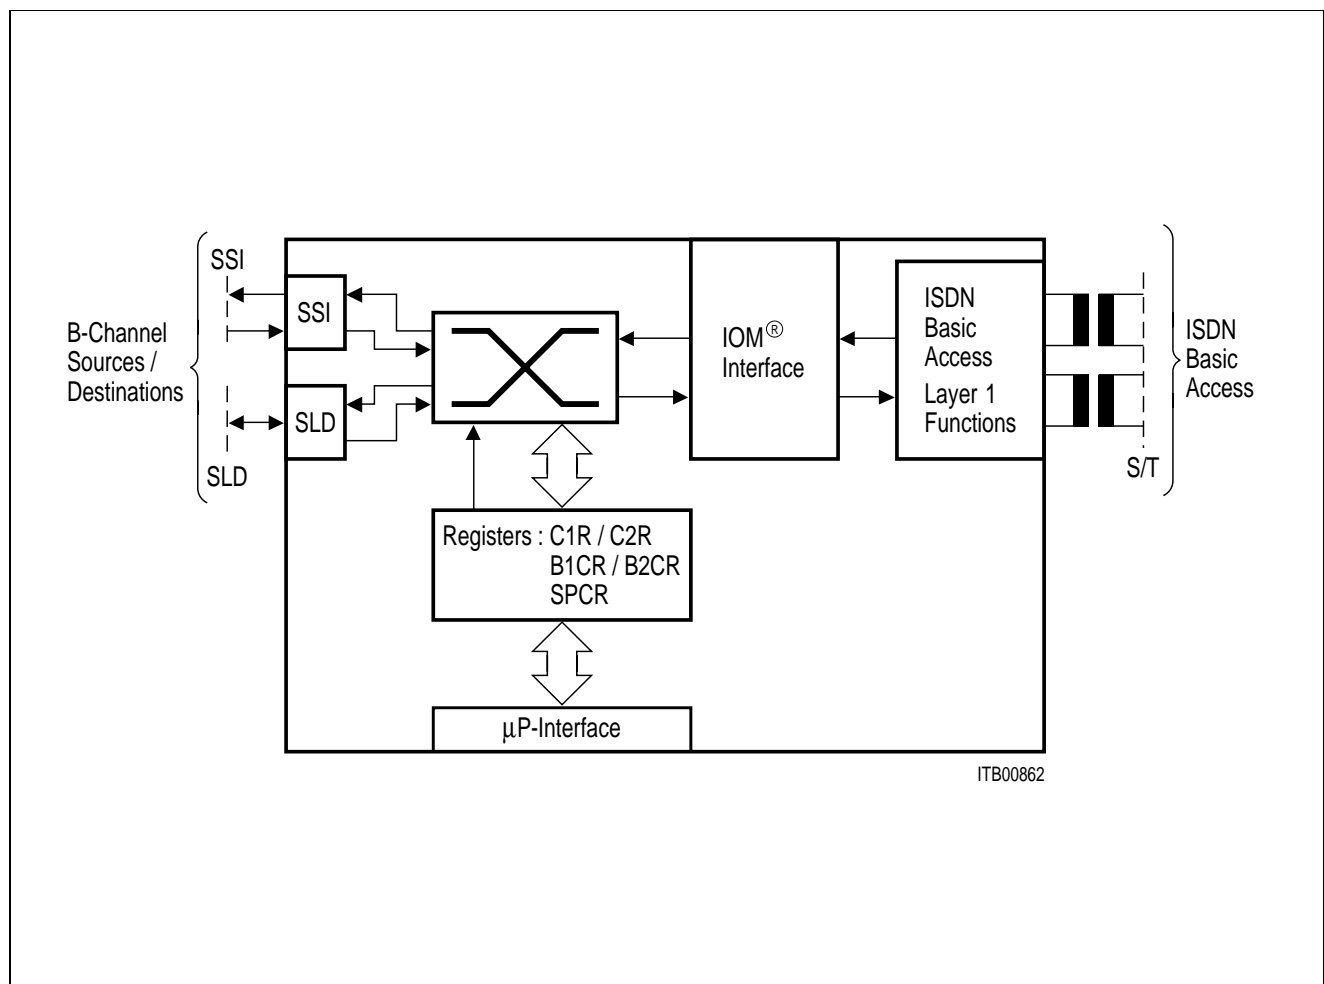 SSI
SSI
B-Channel
Sources /
Destinations
SLD
SLD
IOM®
Interface
ISDN
Basic
Access
Layer 1
Functions
ISDN
Basic
Access
S/T
Registers : C1R / C2R
B1CR / B2CR
SPCR
µP-Interface
ITB00862